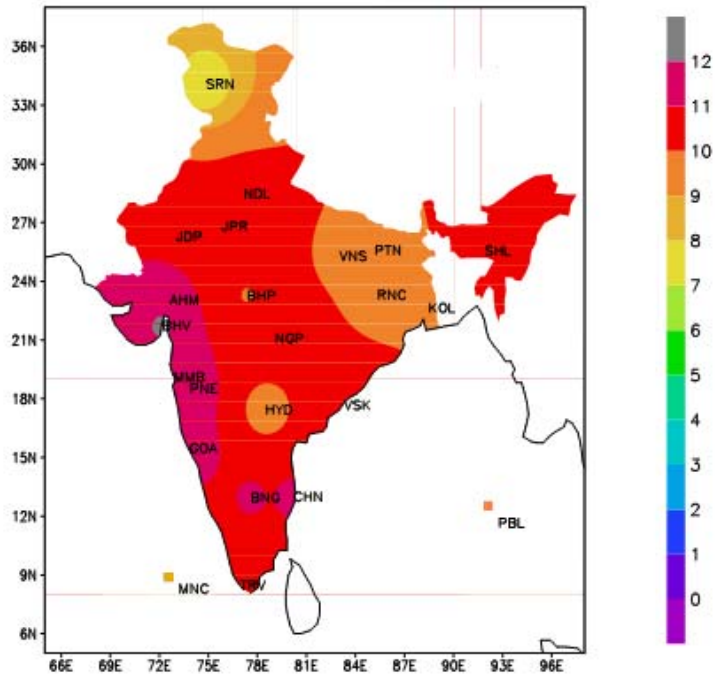 36N
33N
30N
27N
24N
21N
18N
15N
12N
9N
6N
66E 69E 72E 75E 78E 81E 84E 87E 90E 93E 96E
SRN
NDL
JPR
JDP
VNS PTN
SHL
AHM
BHP
RNC
KOL
BHV
NGP
MMB
PNE
HYD
VSK
GOA
BNG
CHN
PBL
MNC
12
11
10
9
8
7
6
5
4
3
2
1
0